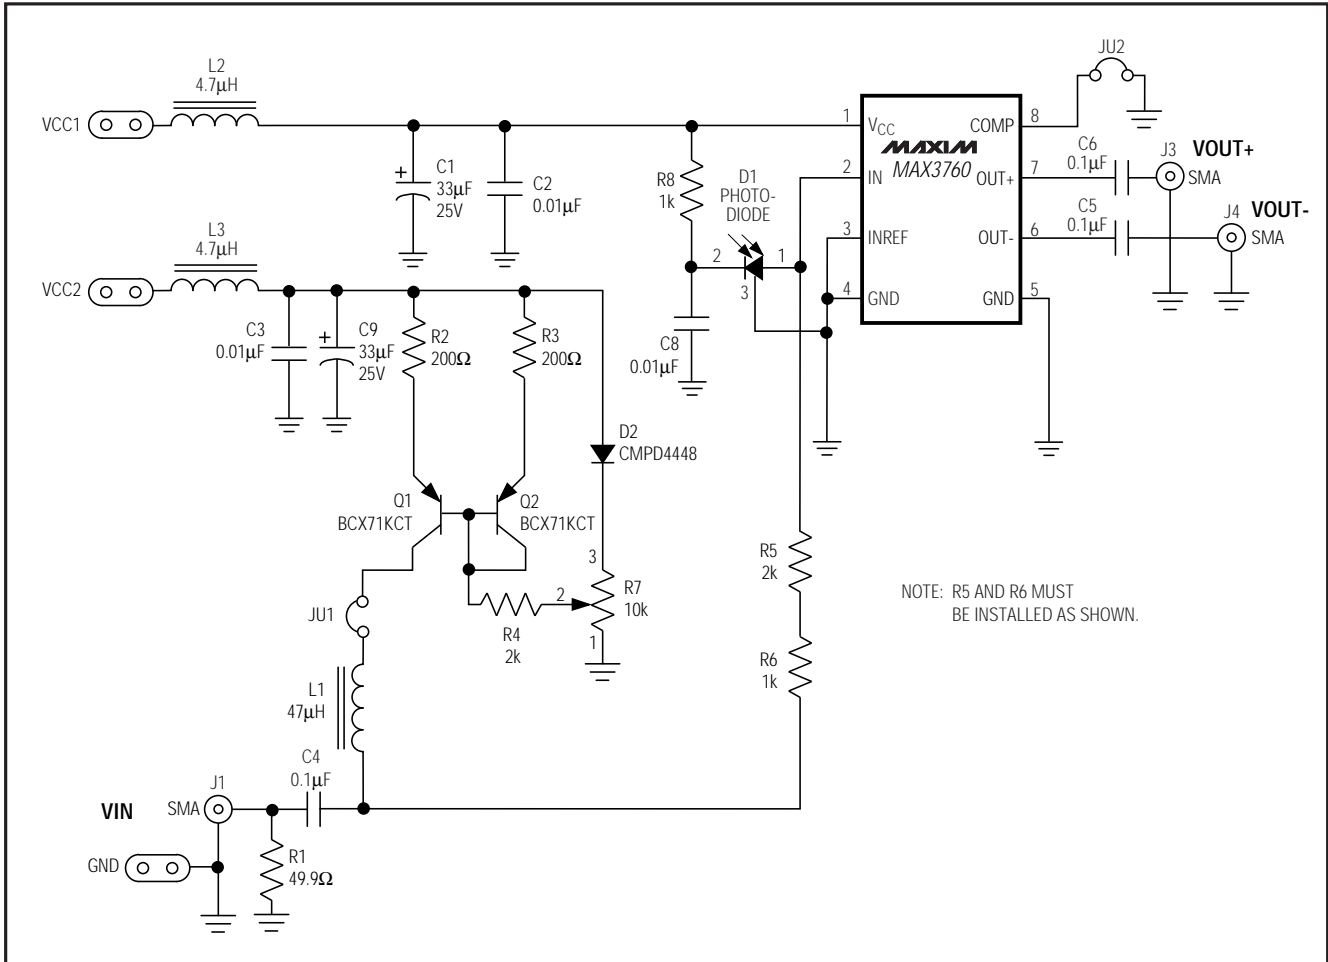 L2
4.7µH
VCC1
JU2
1
VCC
COMP
8
MAXIM
MAX3760
2
IN
OUT+
7
3
INREF
OUT-
6
4
GND
GND
5
C6
0.1µF
J3
VOUT+
SMA
C5
0.1µF
J4
VOUT-
SMA
+
C1
33µF
25V
C2
0.01µF
R8
1k
D1
PHOTO-
DIODE
2
1
3
C8
0.01µF
L3
4.7µH
VCC2
C3
0.01µF
+
C9
33µF
25V
R2
200Ω
R3
200Ω
D2
CMPD4448
Q1
BCX71KCT
Q2
BCX71KCT
3
2
R7
10k
1
R4
2k
JU1
L1
47µH
R5
2k
R6
1k
NOTE: R5 AND R6 MUST
BE INSTALLED AS SHOWN.
C4
0.1µF
J1
VIN
SMA
GND
R1
49.9Ω